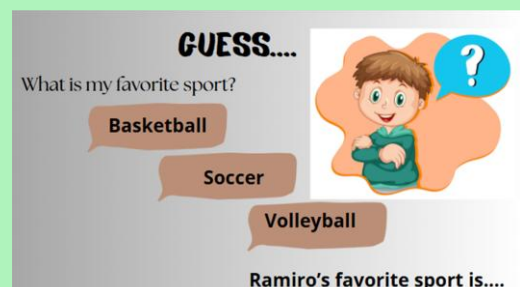 GUESS....
?
What is my favorite sport?
Basketball
Soccer
Volleyball
Ramiro's favorite sport is....